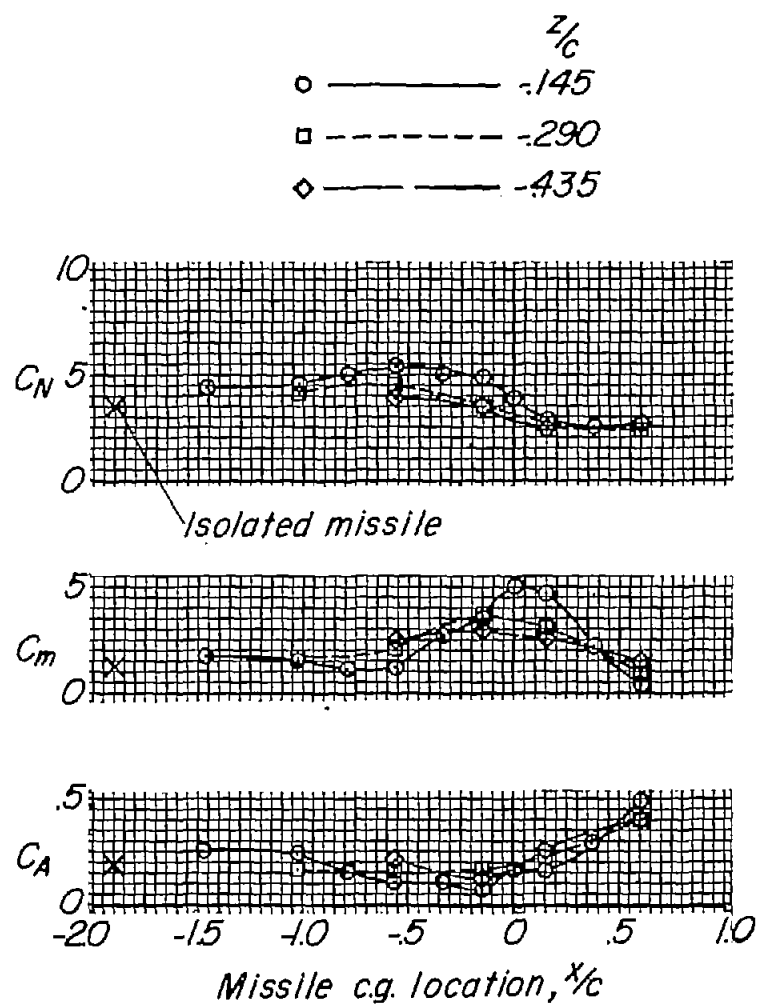 z/c
-.145
-.290
-.435
10
C_N 5
0
Isolated missile
5
C_m
0
.5
C_A
0
-2.0 -1.5 -1.0 -.5 0 .5 1.0
Missile c.g. location, x/c